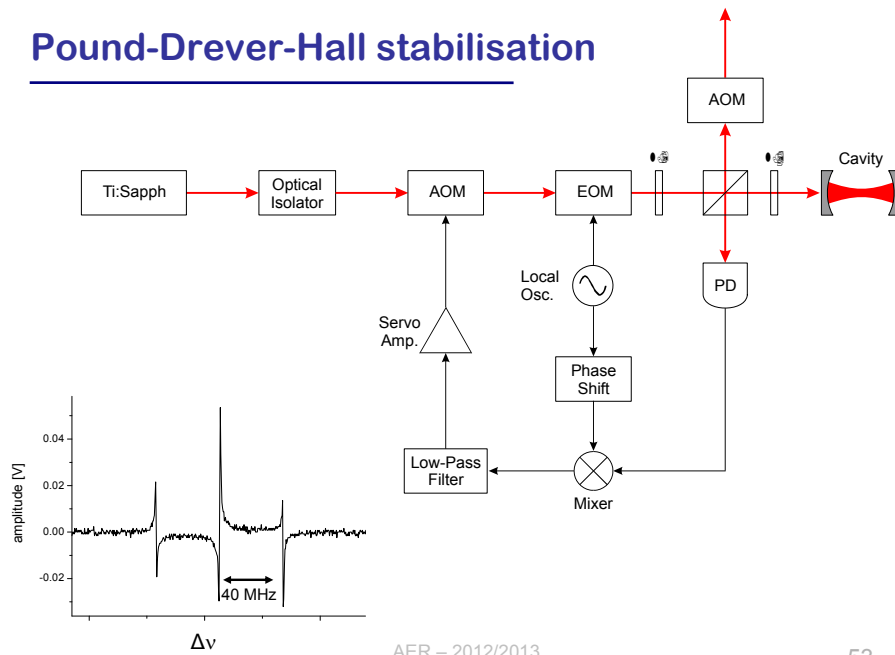 Pound-Drever-Hall stabilisation
AOM
Cavity
Ti:Sapph
Optical
Isolator
AOM
EOM
Local
Osc.
PD
Servo
Amp.
Phase
Shift
Low-Pass
Filter
Mixer
amplitude [V]
0.04
0.02
0.00
-0.02
40 MHz
Δν
AER – 2012/2013